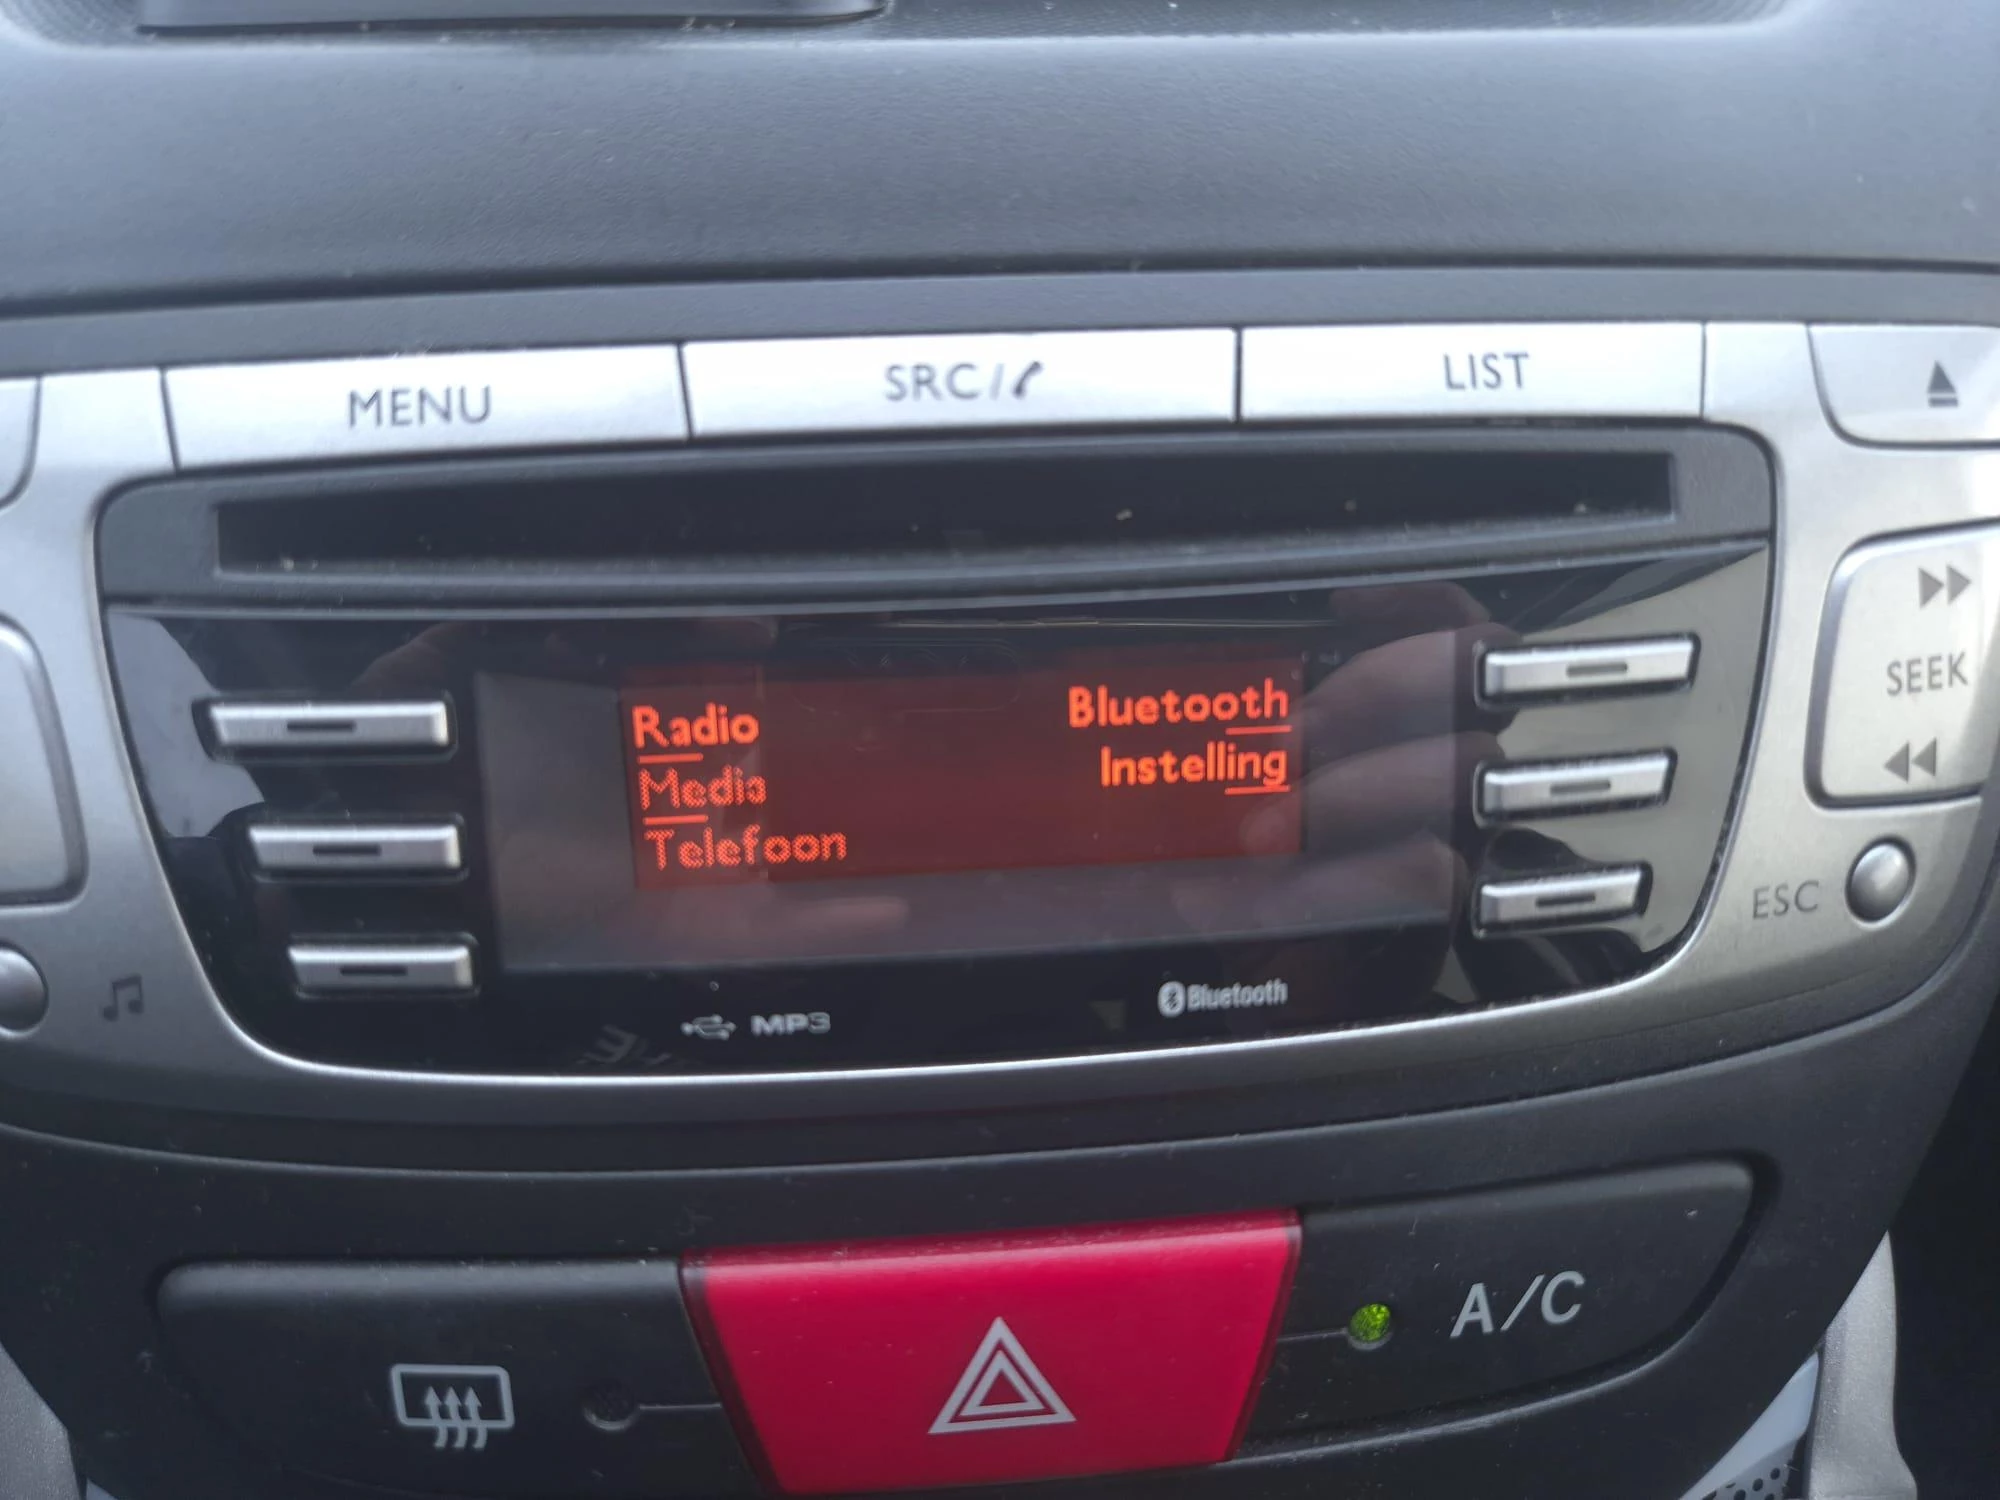 MENU
SRC/
LIST
SEEK
Radio
Bluetooth
Media
Instelling
Telefoon
ESC
MP3
Bluetooth
A/C